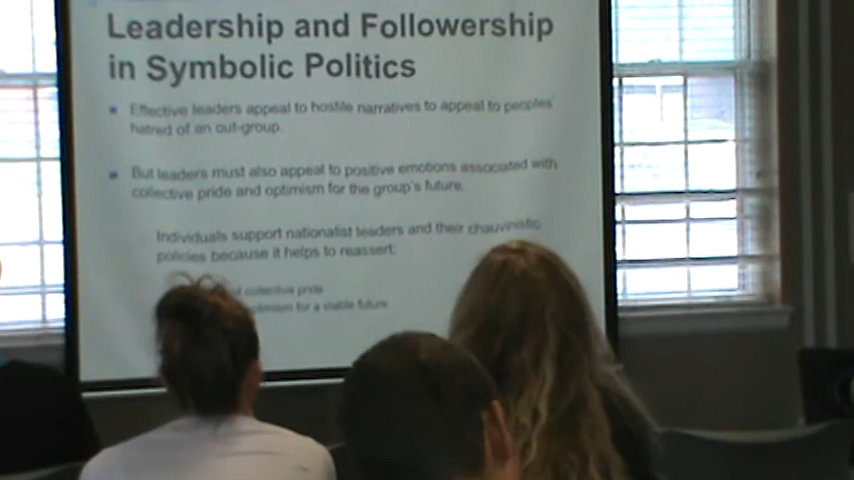 Leadership and Followership
in Symbolic Politics
Effective leaders appeal to hostile narratives to appeal to peoples'
hatred of an out-group.
But leaders must also appeal to positive emotions associated with
collective pride and optimism for the group's future.
Individuals support nationalist leaders and their chauvinistic
policies because it helps to reassert:
of collective pride
optimism for a stable future